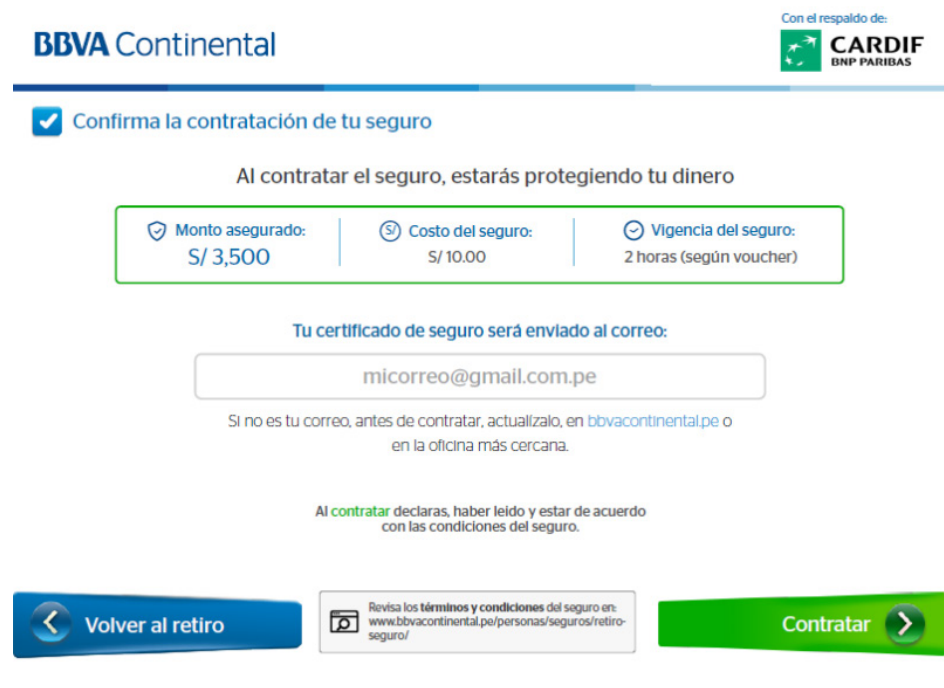 Con el respaldo de:
BBVA Continental
CARDIF
BNP PARIBAS
Confirma la contratación de tu seguro
Al contratar el seguro, estarás protegiendo tu dinero
Monto asegurado:
S/ 3,500
S/ Costo del seguro:
S/ 10.00
Vigencia del seguro:
2 horas (según voucher)
Tu certificado de seguro será enviado al correo:
micorreo@gmail.com.pe
Si no es tu correo, antes de contratar, actualízalo, en bbvacontinental.pe o
en la oficina más cercana.
Al contratar declaras, haber leido y estar de acuerdo
con las condiciones del seguro.
Volver al retiro
Revisa los términos y condiciones del seguro en:
www.bbvacontinental.pe/personas/seguros/retiro-
seguro/
Contratar